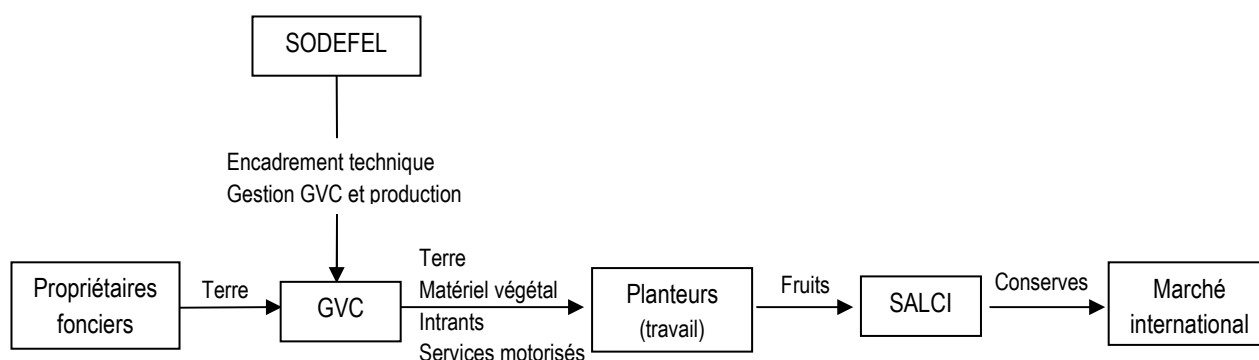 SODEFEL
Encadrement technique
Gestion GVC et production
Propriétaires
fonciers
Terre
GVC
Terre
Matériel végétal
Intrants
Services motorisés
Planteurs
(travail)
Fruits
SALCI
Conserves
Marché
international